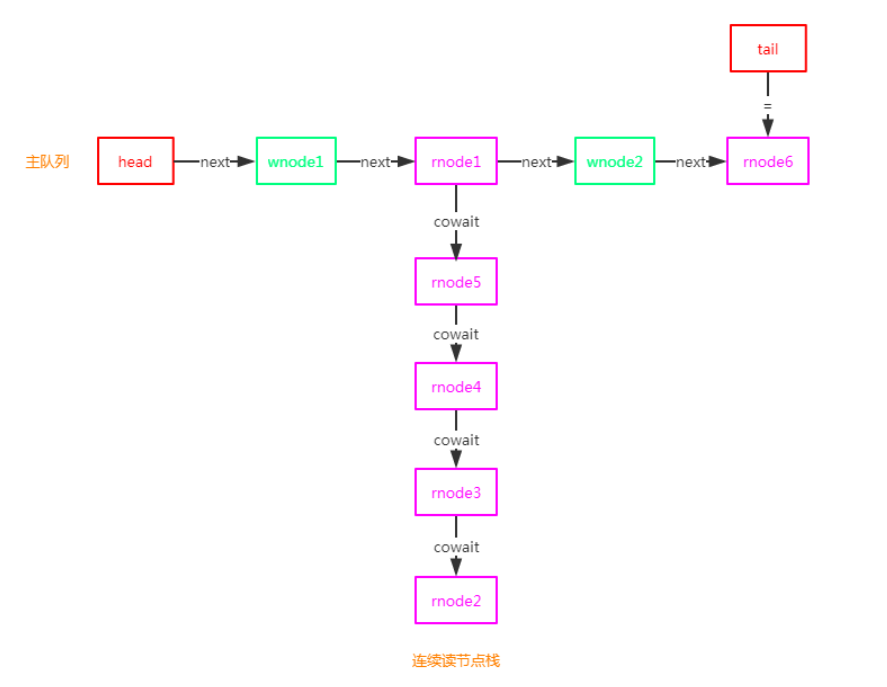 tail
=
主队列
head
next
wnode1
next
rnode1
next
wnode2
next
rnode6
cowait
rnode5
cowait
rnode4
cowait
rnode3
cowait
rnode2
连续读节点栈